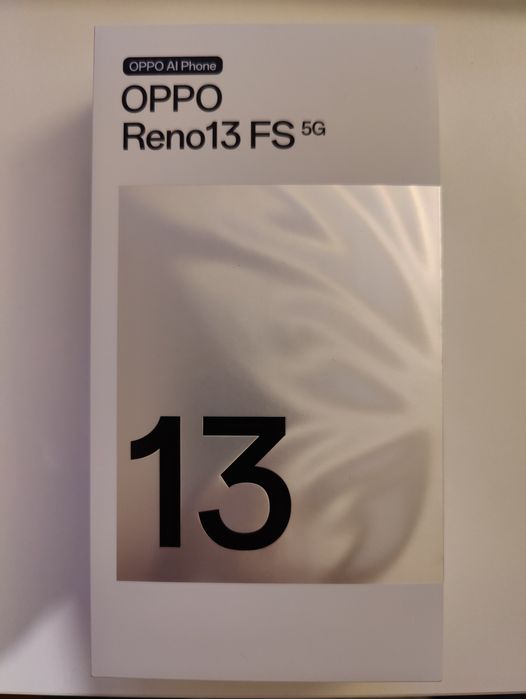 OPPO AI Phone
OPPO
Reno13 FS 5G
13